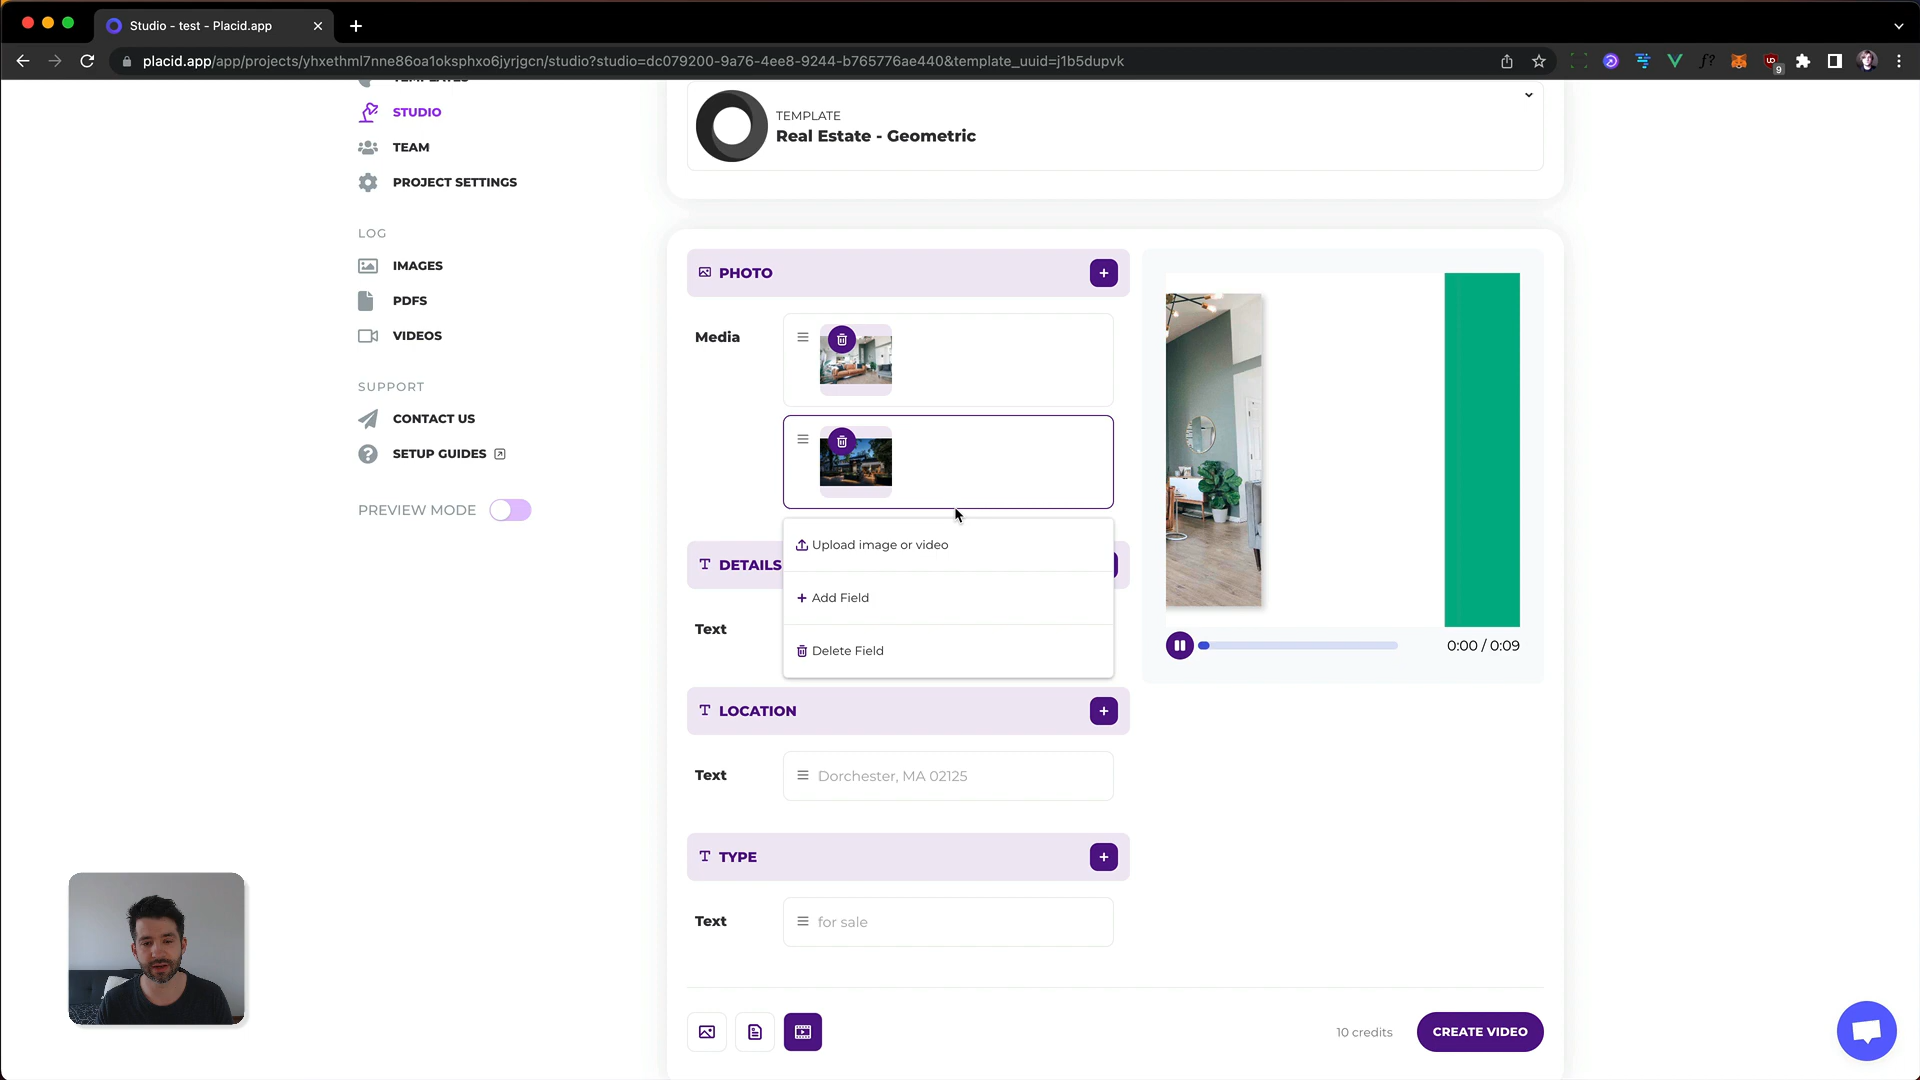 Studio - test - Placid.app
placid.app/app/projects/yhxethml7nne86oa1oksphxo6jyrjgcn/studio?studio=dc079200-9a76-4ee8-9244-b765776ae440&template_uuid=j1b5dupvk
f?
UD
9
TEMPLATES
STUDIO
TEAM
PROJECT SETTINGS
LOG
IMAGES
PDFS
VIDEOS
SUPPORT
CONTACT US
SETUP GUIDES
PREVIEW MODE
TEMPLATE
Real Estate - Geometric
PHOTO
Media
Upload image or video
Add Field
Delete Field
DETAILS
Text
LOCATION
Text
Dorchester, MA 02125
TYPE
Text
for sale
0:00 / 0:09
10 credits
CREATE VIDEO